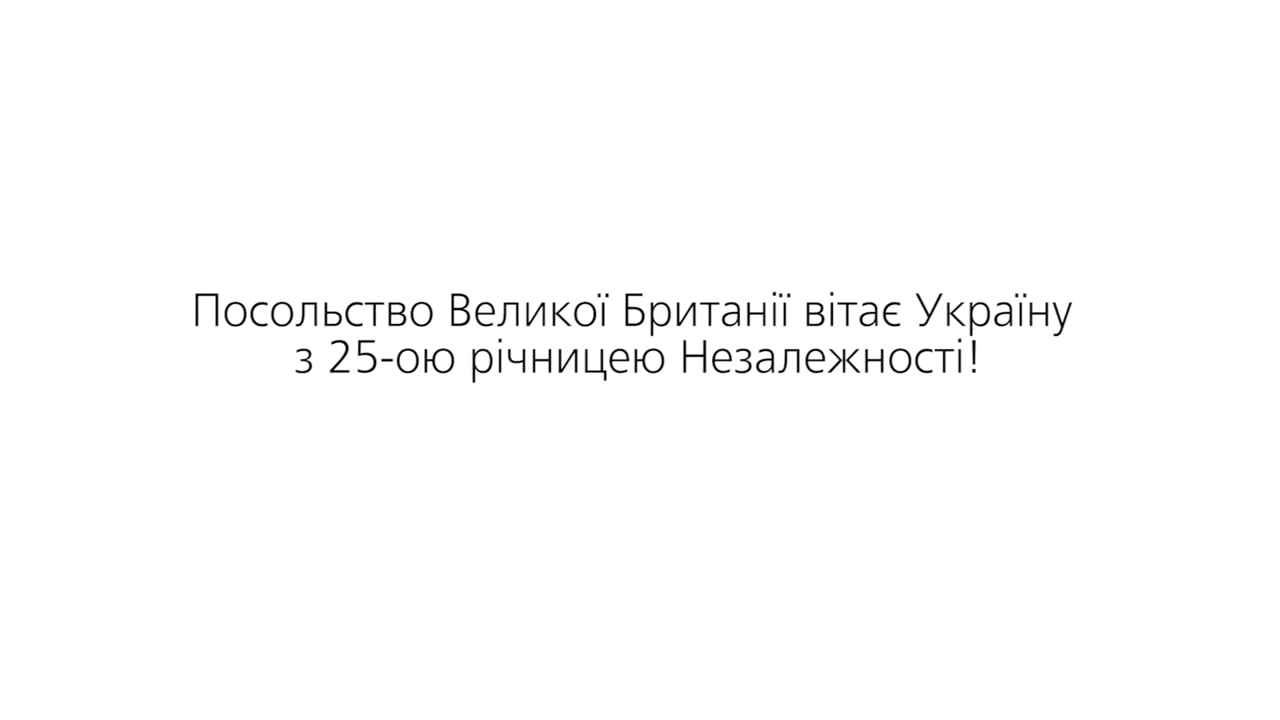 Посольство Великої Британії вітає Україну
з 25-ою річницею Незалежності!